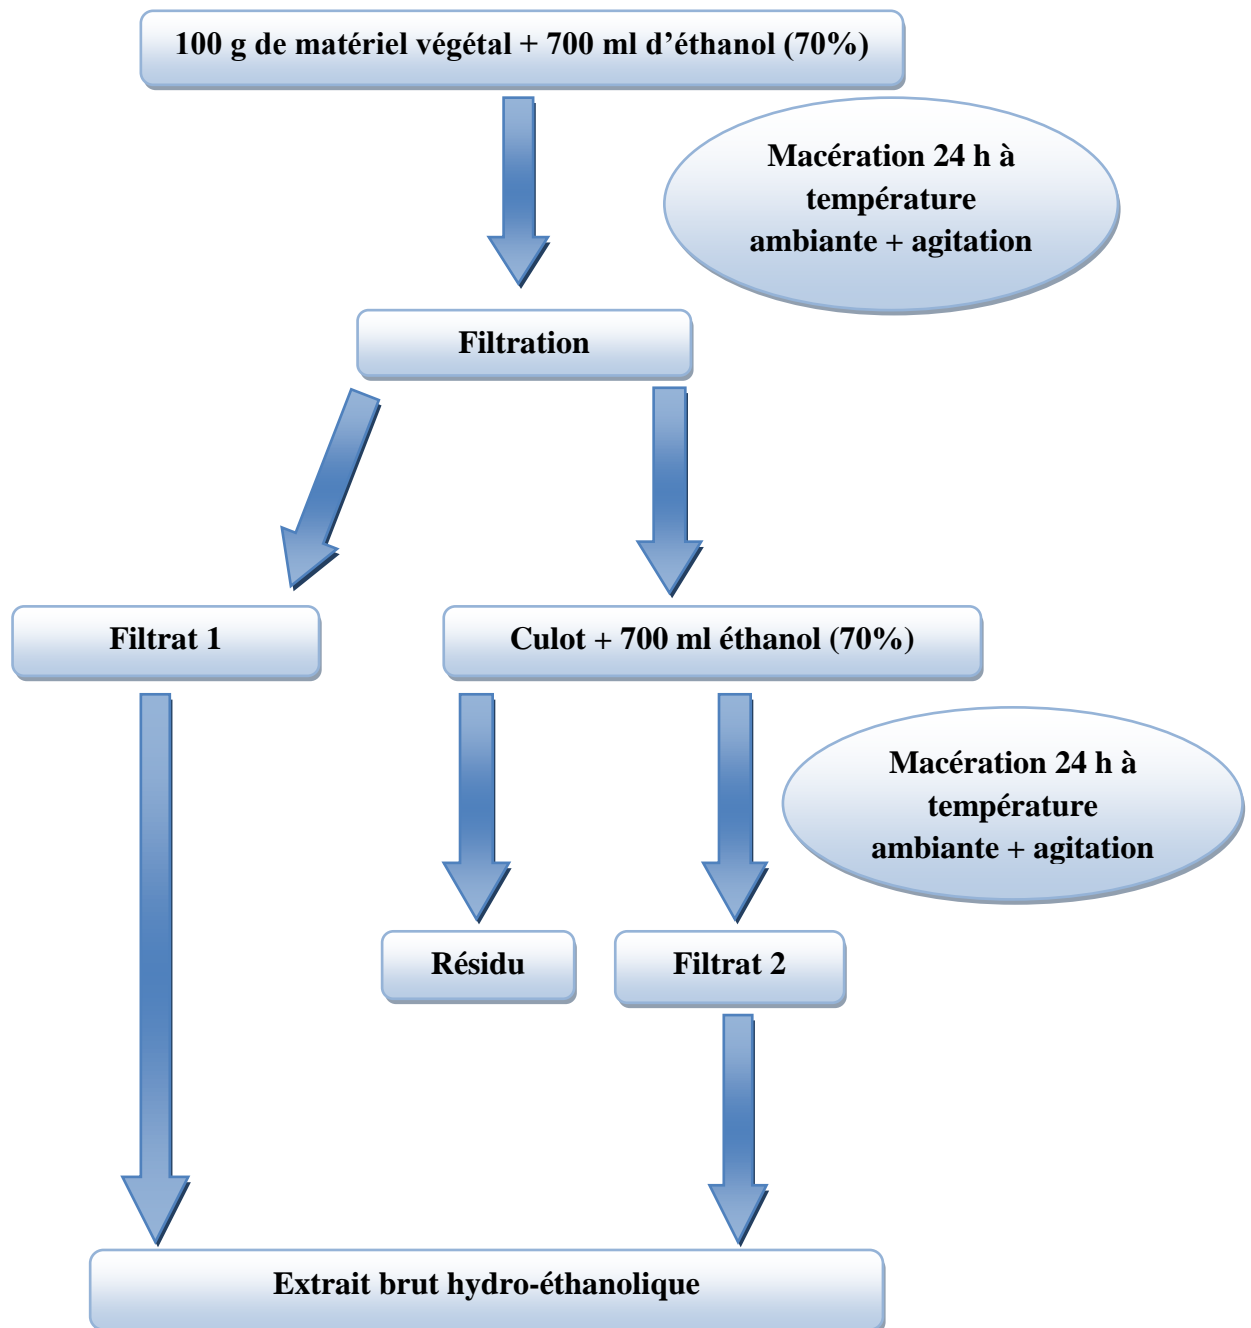 100 g de matériel végétal + 700 ml d’éthanol (70%)
Macération 24 h à
température
ambiante + agitation
Filtration
Filtrat 1
Culot + 700 ml éthanol (70%)
Macération 24 h à
température
ambiante + agitation
Résidu
Filtrat 2
Extrait brut hydro-éthanolique